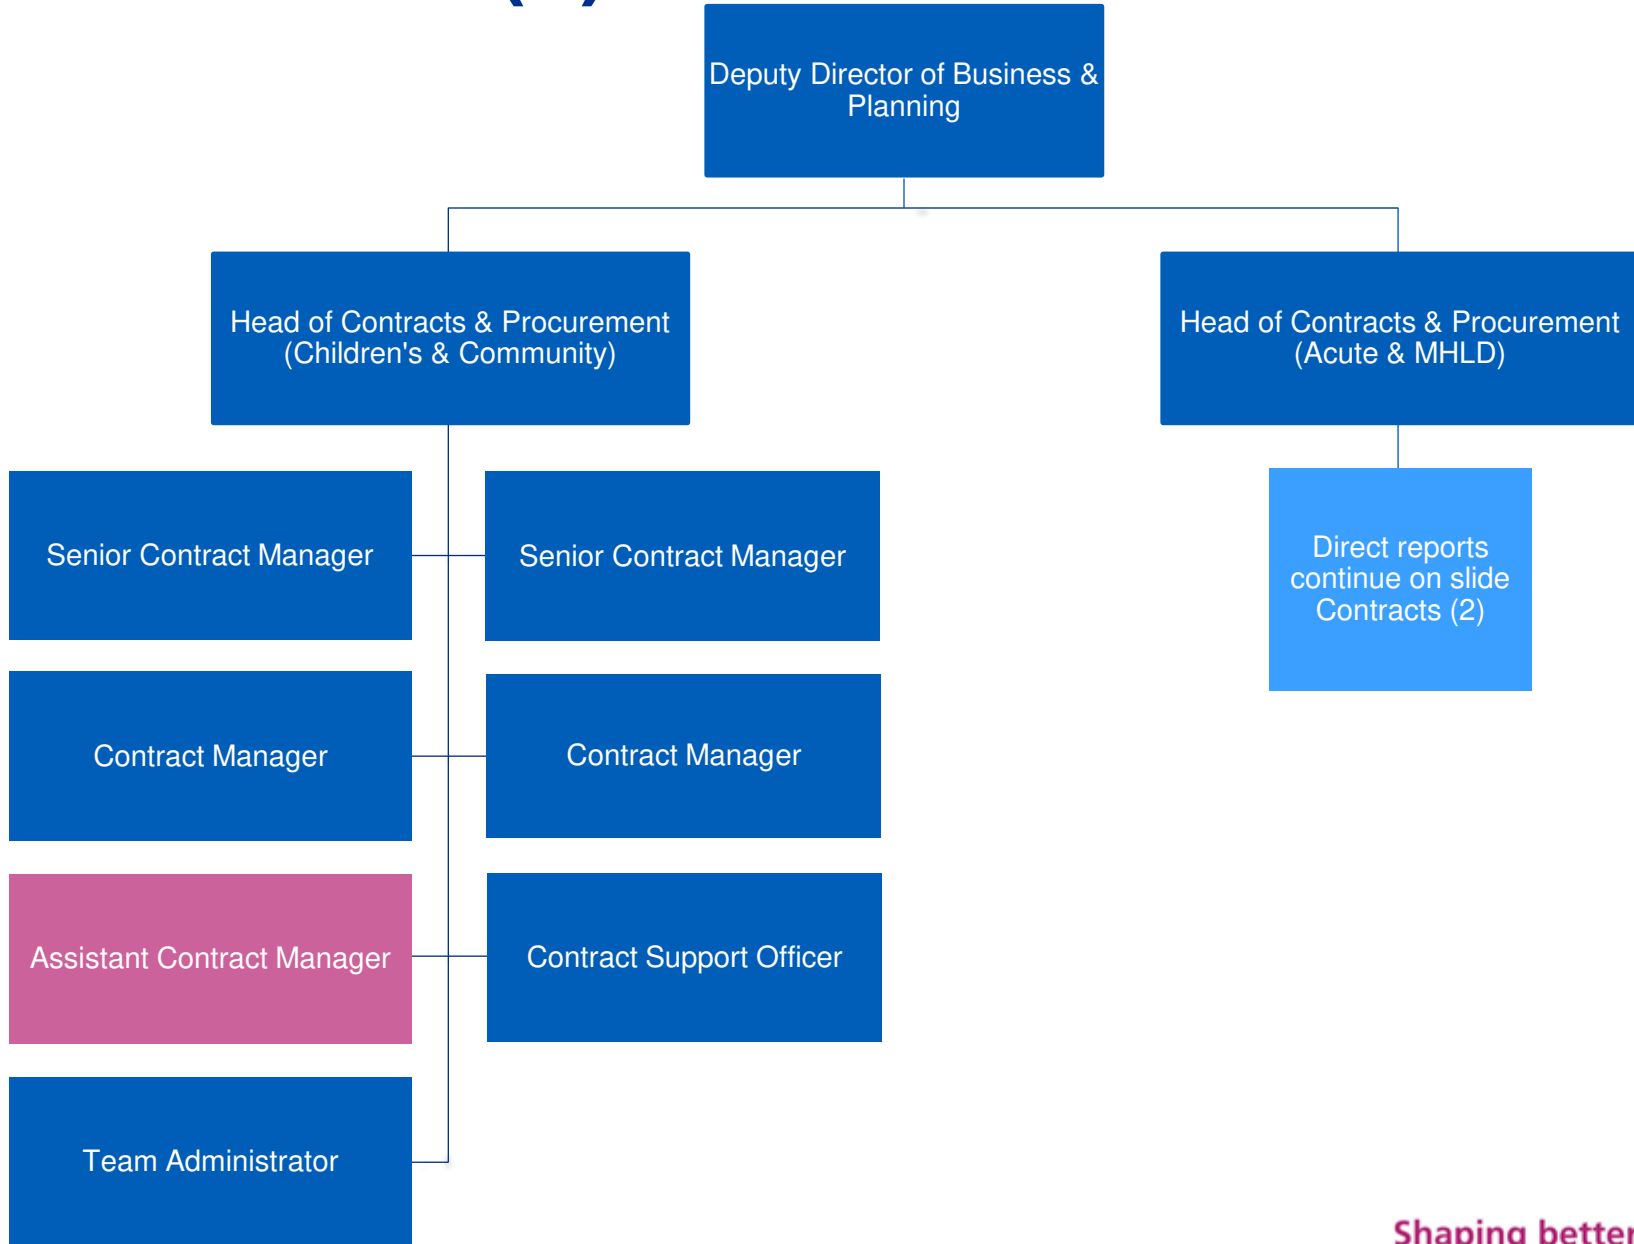 Deputy Director of Business &
Planning
Head of Contracts & Procurement
(Children's & Community)
Head of Contracts & Procurement
(Acute & MHLD)
Senior Contract Manager
Senior Contract Manager
Direct reports
continue on slide
Contracts (2)
Contract Manager
Contract Manager
Assistant Contract Manager
Contract Support Officer
Team Administrator
Shaping better